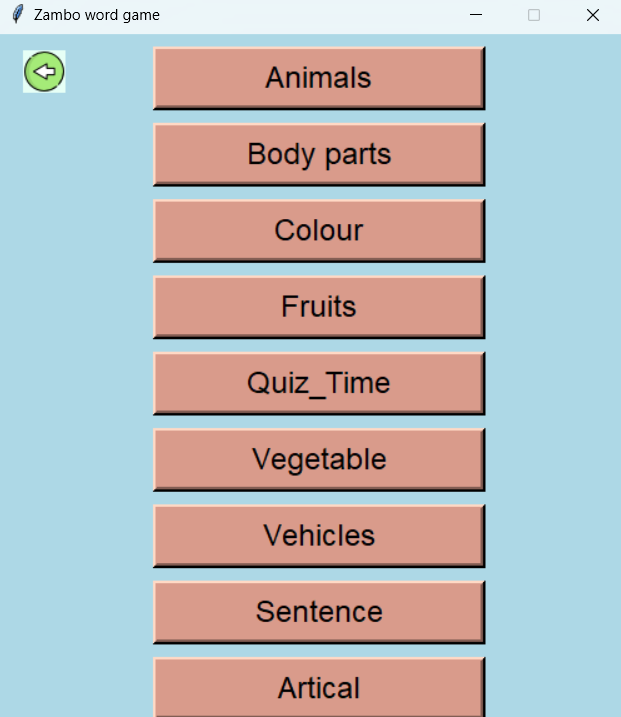 Zambo word game
Animals
Body parts
Colour
Fruits
Quiz_Time
Vegetable
Vehicles
Sentence
Artical